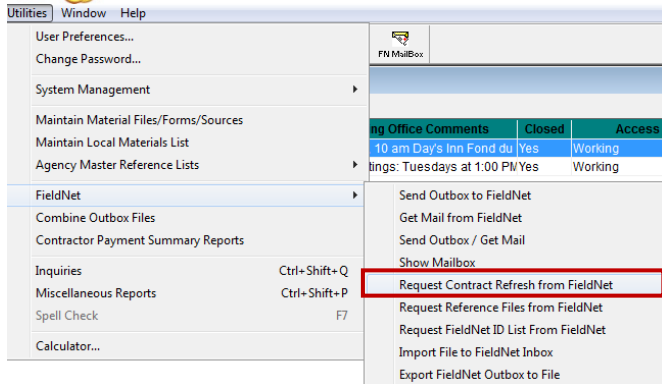 Utilities Window Help
User Preferences...
Change Password...
System Management
Maintain Material Files/Forms/Sources
Maintain Local Materials List
Agency Master Reference Lists
FieldNet
Combine Outbox Files
Contractor Payment Summary Reports
Inquiries Ctrl+Shift+Q
Miscellaneous Reports Ctrl+Shift+P
Spell Check F7
Calculator...
FN MailBox
ng Office Comments Closed Access
10 am Day's Inn Fond du Yes Working
tings: Tuesdays at 1:00 PM Yes Working
Send Outbox to FieldNet
Get Mail from FieldNet
Send Outbox / Get Mail
Show Mailbox
Request Contract Refresh from FieldNet
Request Reference Files from FieldNet
Request FieldNet ID List From FieldNet
Import File to FieldNet Inbox
Export FieldNet Outbox to File